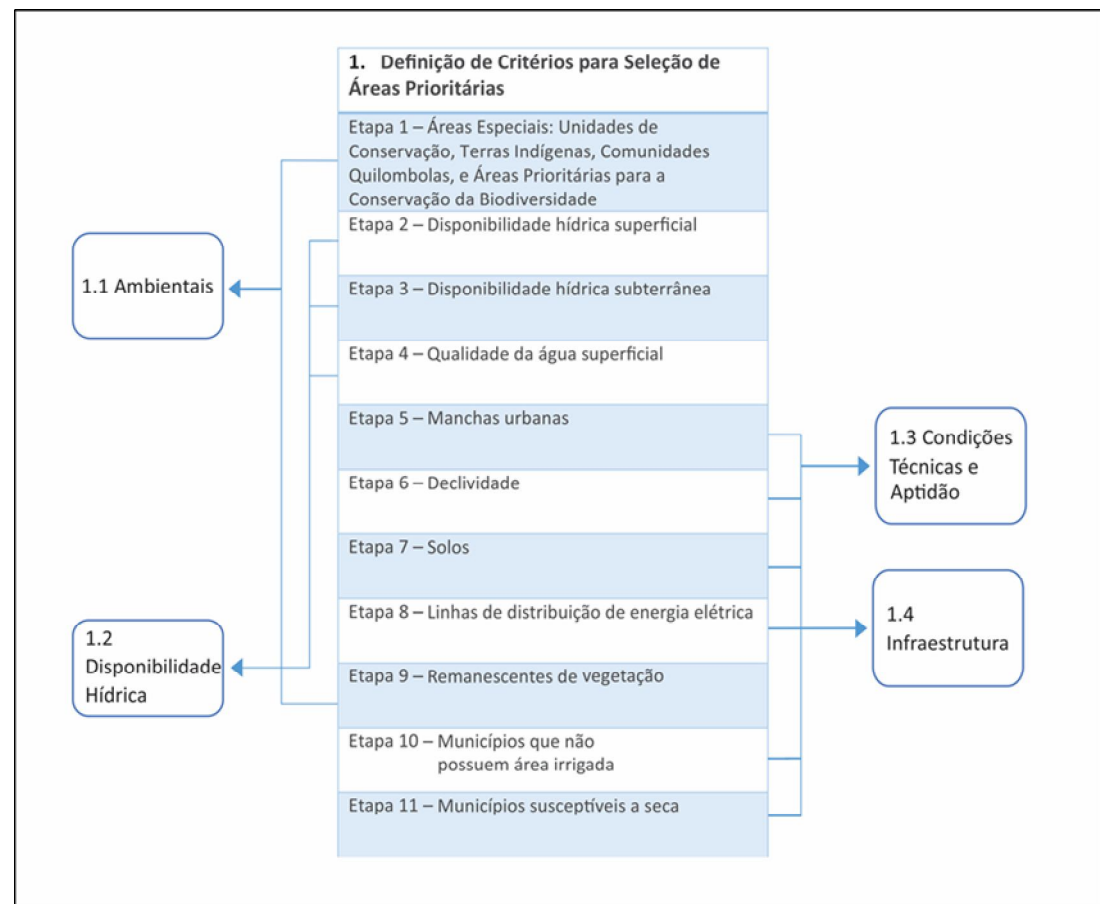 1. Definição de Critérios para Seleção de
Áreas Prioritárias
Etapa 1 – Áreas Especiais: Unidades de
Conservação, Terras Indígenas, Comunidades
Quilombolas, e Áreas Prioritárias para a
Conservação da Biodiversidade
Etapa 2 – Disponibilidade hídrica superficial
Etapa 3 – Disponibilidade hídrica subterrânea
Etapa 4 – Qualidade da água superficial
Etapa 5 – Manchas urbanas
Etapa 6 – Declividade
Etapa 7 – Solos
Etapa 8 – Linhas de distribuição de energia elétrica
Etapa 9 – Remanescentes de vegetação
Etapa 10 – Municípios que não
possuem área irrigada
Etapa 11 – Municípios susceptíveis a seca
1.1 Ambientais
1.2
Disponibilidade
Hídrica
1.3 Condições
Técnicas e
Aptidão
1.4
Infraestrutura